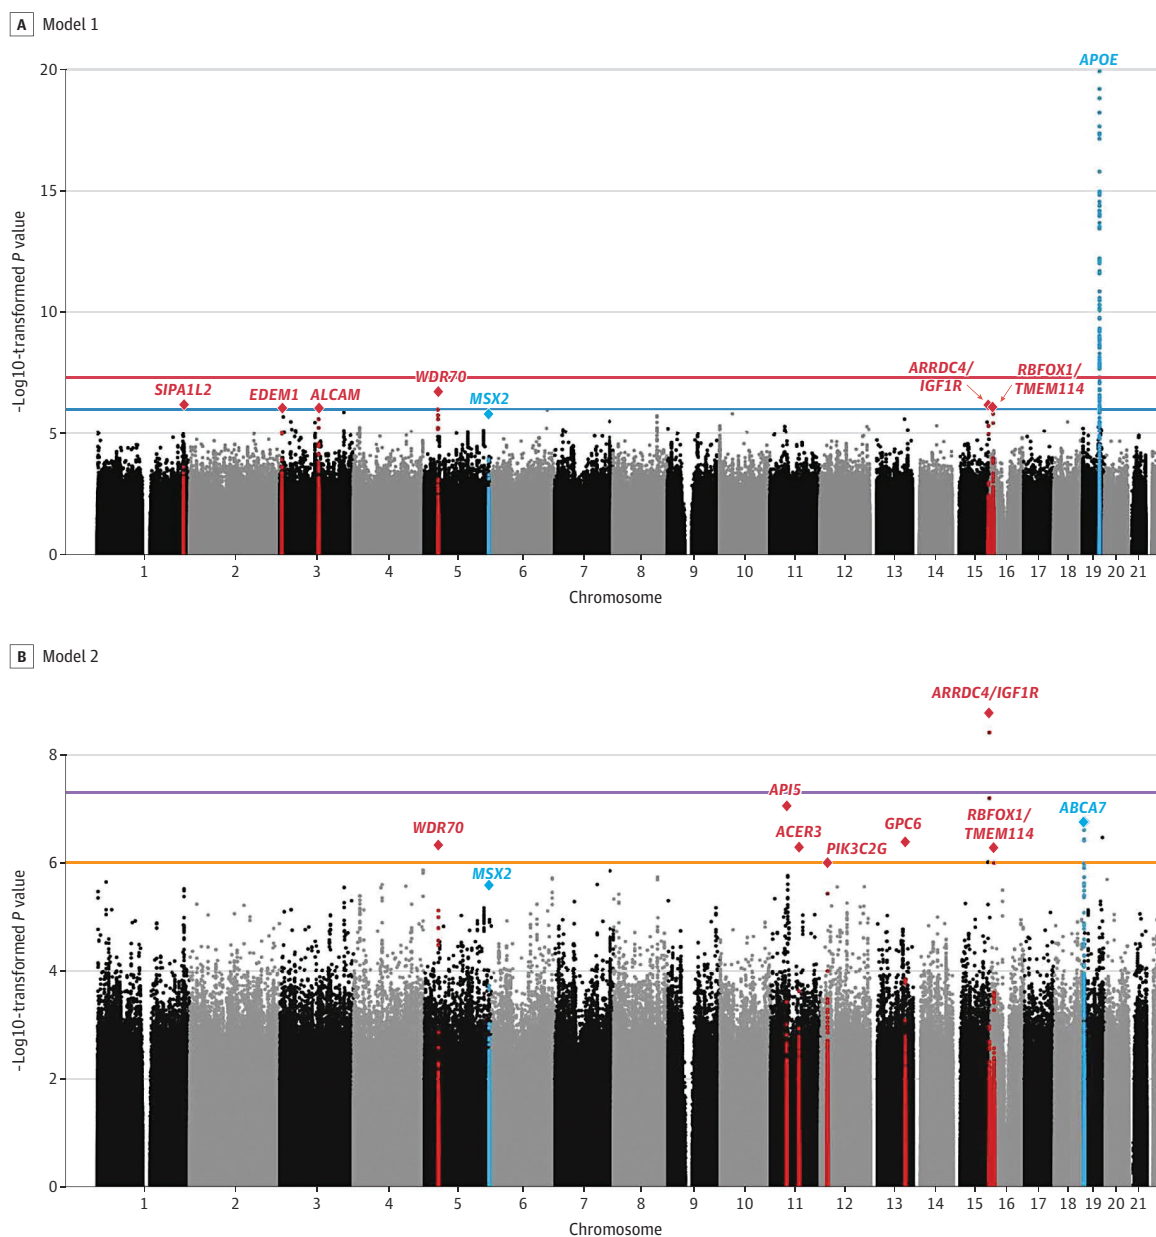 A Model 1
20
15
10
5
0
-Log10-transformed P value
APOE
SIPA1L2
EDEM1
ALCAM
WDR70
MSX2
ARRDC4/
IGF1R
RBFOX1/
TMEM114
1 2 3 4 5 6 7 8 9 10 11 12 13 14 15 16 17 18 19 20 21
Chromosome
B Model 2
8
6
4
2
0
-Log10-transformed P value
ARRDC4/IGF1R
WDR70
MSX2
API5
ACER3
PIK3C2G
GPC6
RBFOX1/
TMEM114
ABCA7
1 2 3 4 5 6 7 8 9 10 11 12 13 14 15 16 17 18 19 20 21
Chromosome